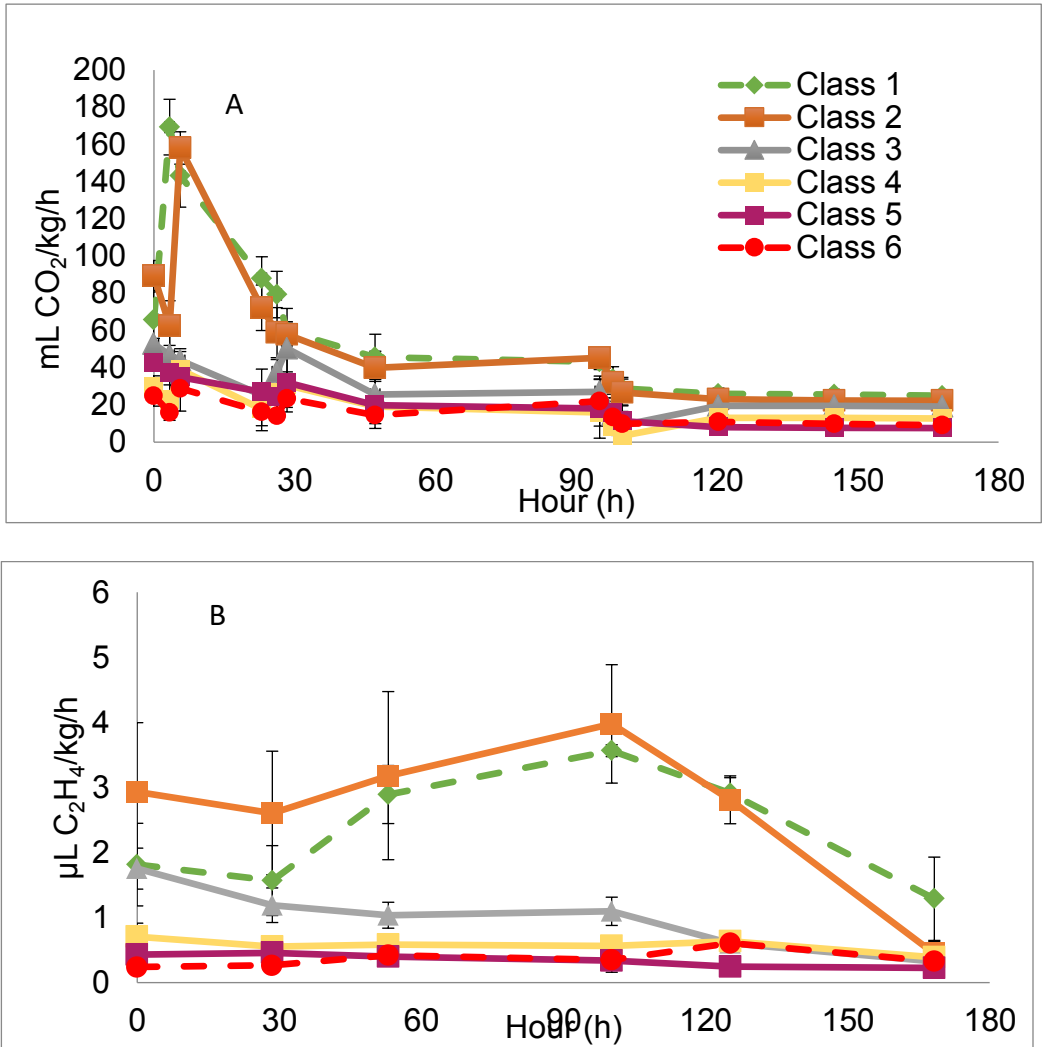 200
180
160
140
120
100
80
60
40
20
0
mL CO₂/kg/h
A
Class 1
Class 2
Class 3
Class 4
Class 5
Class 6
0 30 60 90 120 150 180
Hour (h)
6
5
4
3
2
1
0
µL C₂H₄/kg/h
B
0 30 60 90 120 150 180
Hour (h)